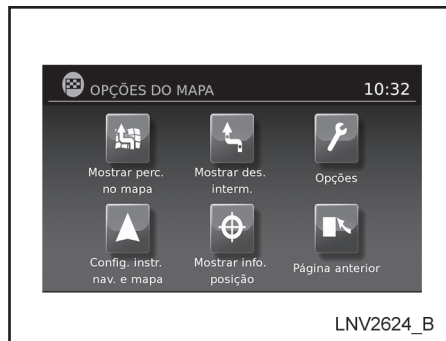 OPÇÕES DO MAPA 10:32
Mostrar perc.
no mapa
Mostrar des.
interm.
Opções
Config. instr.
nav. e mapa
Mostrar info.
posição
Página anterior
LNV2624_B